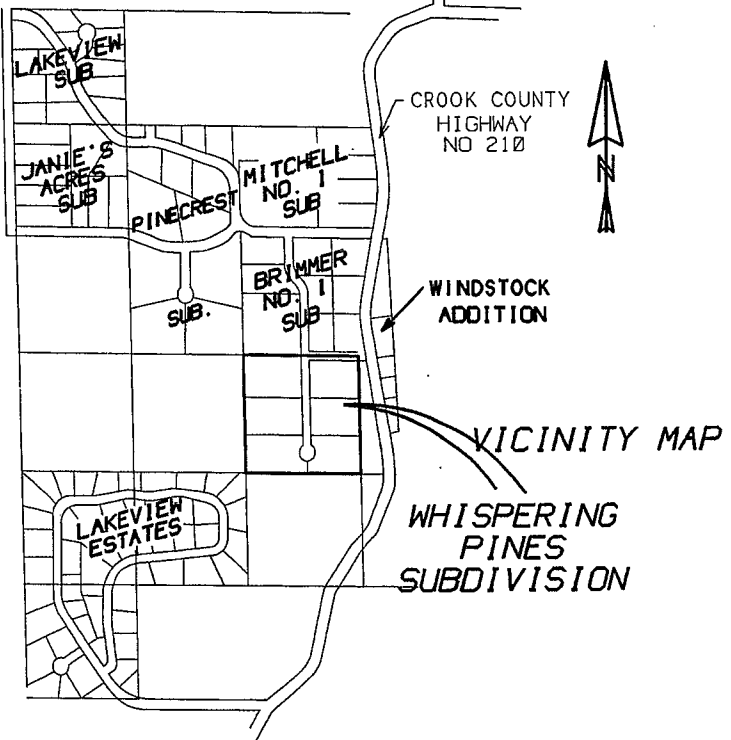 LAKEVIEW
SUB
CROOK COUNTY
HIGHWAY
NO 210
N
JANIE'S
ACRES
SUB
MITCHELL
NO. 1
SUB
PINECREST
SUB.
BRIMMER
NO. 1
SUB
WINDSTOCK
ADDITION
VICINITY MAP
WHISPERING
PINES
SUBDIVISION
LAKEVIEW
ESTATES